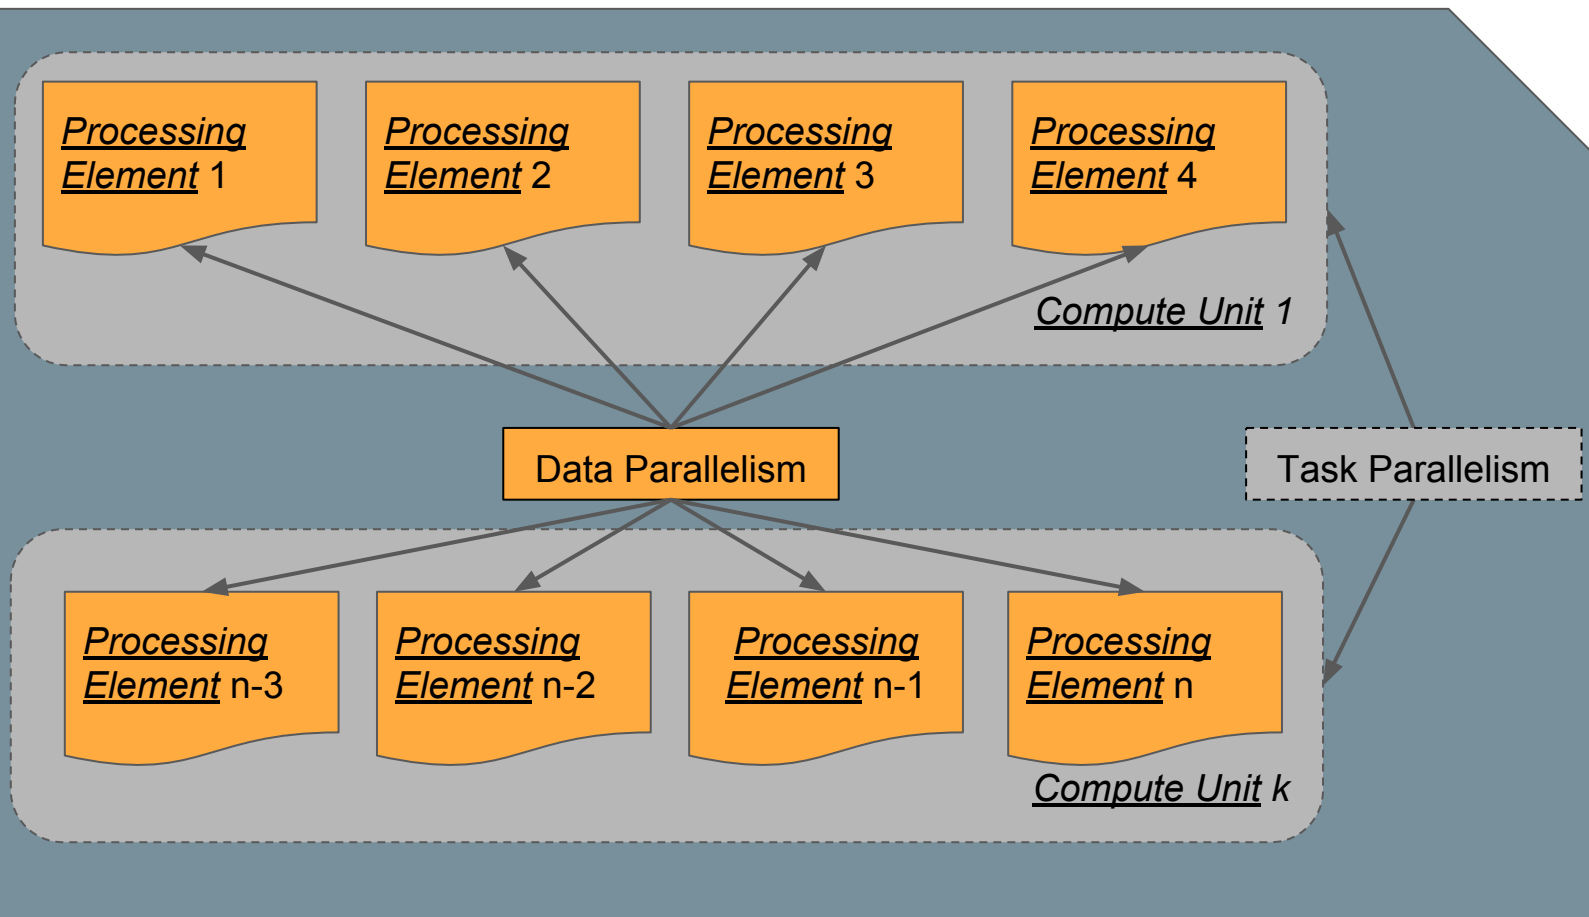 Processing
Element 1
Processing
Element 2
Processing
Element 3
Processing
Element 4
Compute Unit 1
Data Parallelism
Task Parallelism
Processing
Element n-3
Processing
Element n-2
Processing
Element n-1
Processing
Element n
Compute Unit k